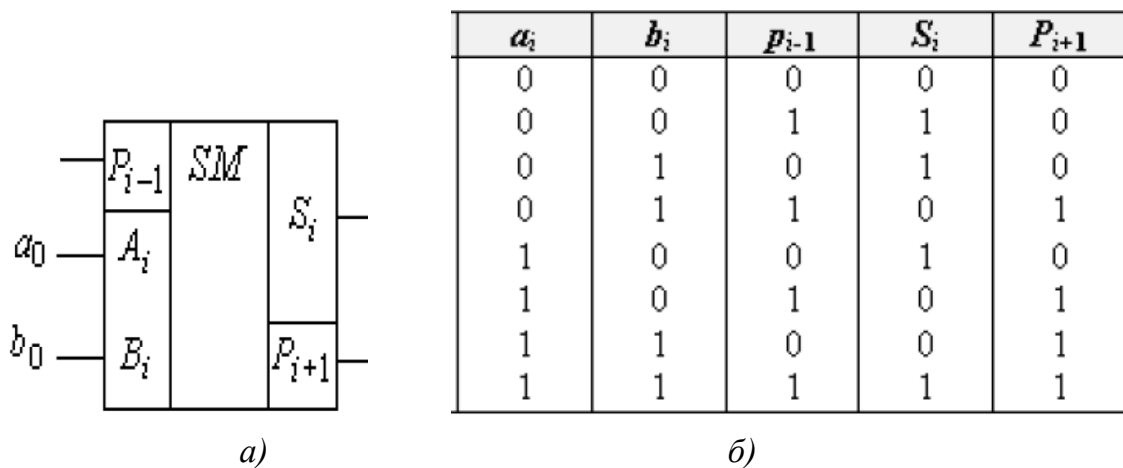 P_{i-1} SM S_i
a_0 A_i
b_0 B_i P_{i+1}
а)
a_i b_i p_{i-1} S_i P_{i+1}
0 0 0 0 0
0 0 1 1 0
0 1 0 1 0
0 1 1 0 1
1 0 0 1 0
1 0 1 0 1
1 1 0 0 1
1 1 1 1 1
б)